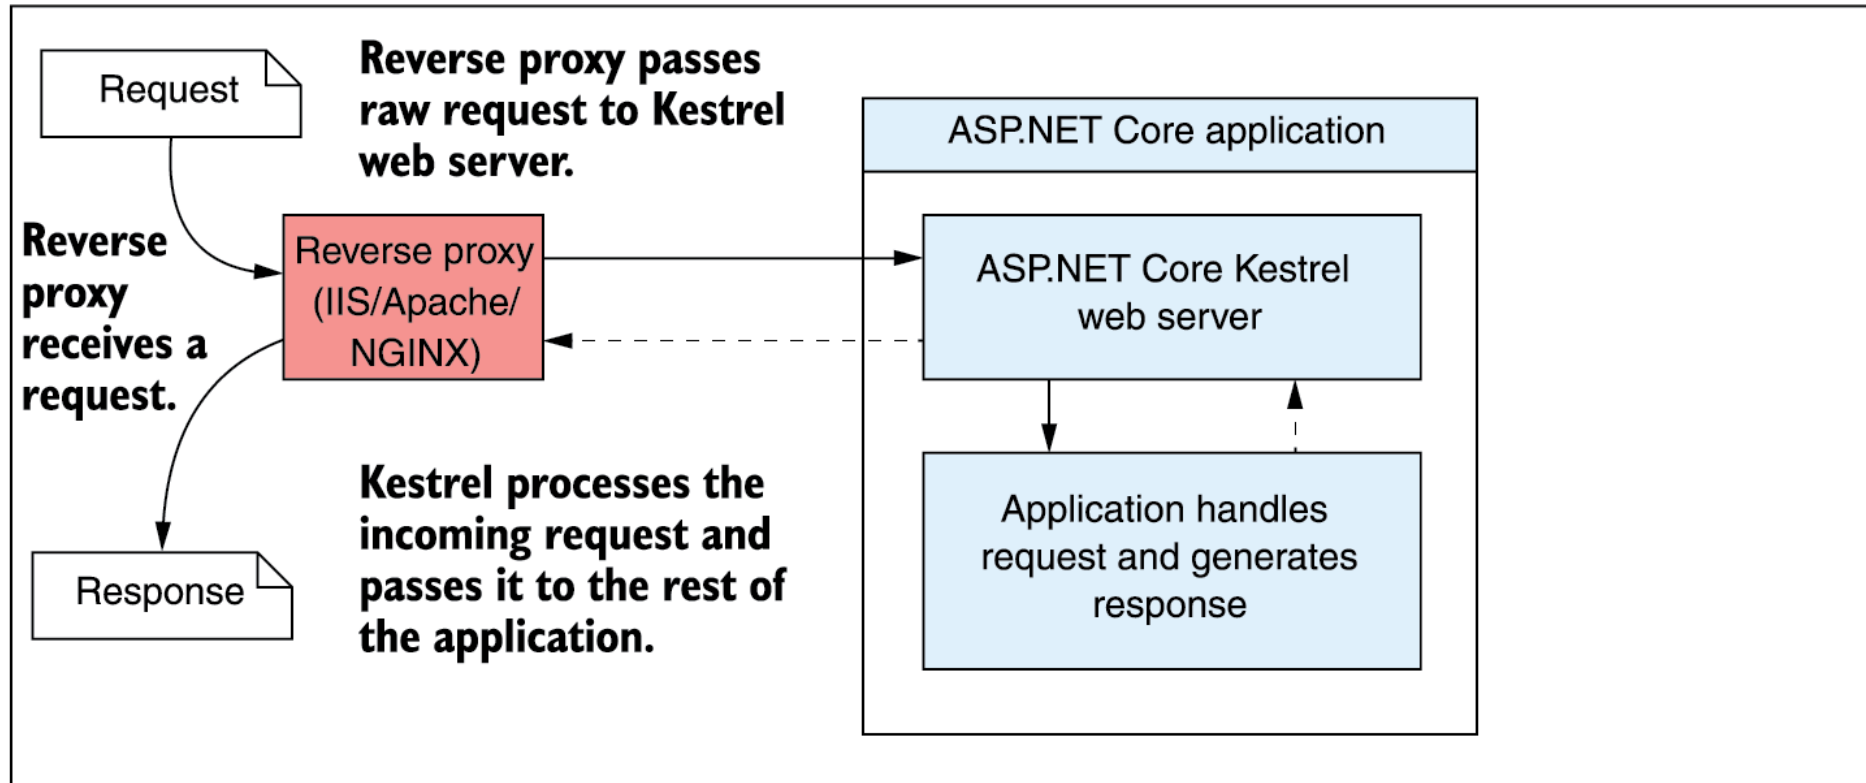 Request
Reverse proxy passes
raw request to Kestrel
web server.
ASP.NET Core application
Reverse
proxy
receives a
request.
Reverse proxy
(IIS/Apache/
NGINX)
ASP.NET Core Kestrel
web server
Kestrel processes the
incoming request and
passes it to the rest of
the application.
Application handles
request and generates
response
Response